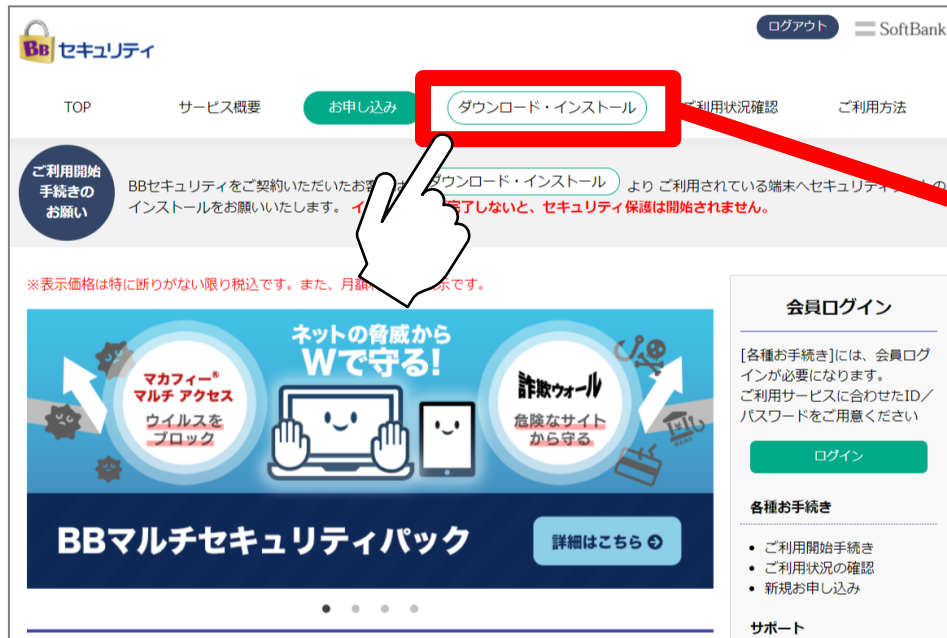 ログアウト
SoftBank
BB セキュリティ
TOP
サービス概要
お申し込み
ダウンロード・インストール
ご利用状況確認
ご利用方法
ご利用開始
手続きの
お願い
BBセキュリティをご契約いただいたお客
ダウンロード・インストール
より ご利用されている端末へセキュリティ
の
インストールをお願いいたします。
完了しないと、セキュリティ保護は開始されません。
※表示価格は特に断りがない限り税込です。また、月額
示です。
ネットの脅威から
Wで守る!
マカフィー®
マルチ アクセス
ウイルスを
ブロック
詐欺ウォール
危険なサイト
から守る
BANK
BBマルチセキュリティパック
詳細はこちら
会員ログイン
[各種お手続き]には、会員ログ
インが必要になります。
ご利用サービスに合わせたID/
パスワードをご用意ください
ログイン
各種お手続き
• ご利用開始手続き
• ご利用状況の確認
• 新規お申し込み
サポート